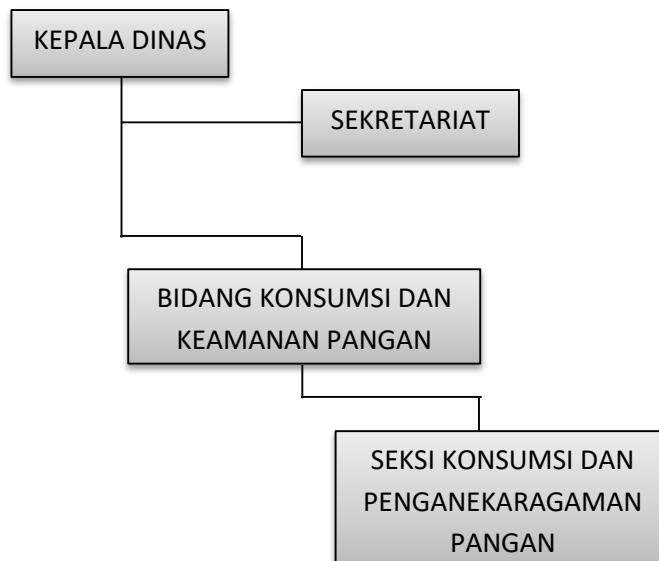 KEPALA DINAS
SEKRETARIAT
BIDANG KONSUMSI DAN
KEAMANAN PANGAN
SEKSI KONSUMSI DAN
PENGANEKARAGAMAN
PANGAN